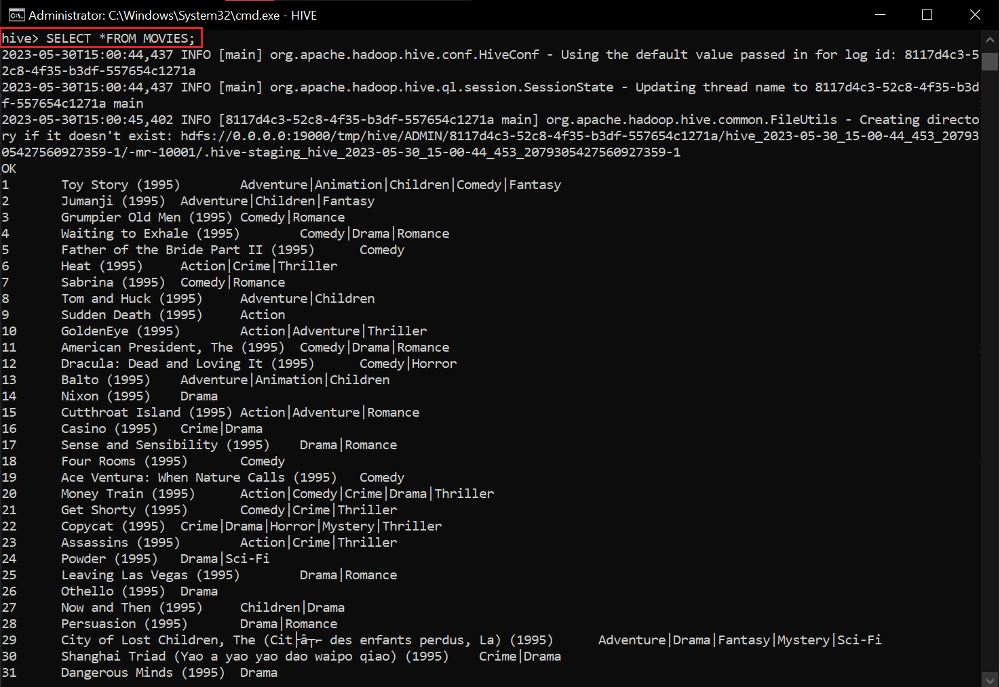 Administrator: C:\Windows\System32\cmd.exe - HIVE
hive> SELECT *FROM MOVIES;
2023-05-30T15:00:44,437 INFO [main] org.apache.hadoop.hive.conf.HiveConf - Using the default value passed in for log id: 8117d4c3-5
2c8-4f35-b3df-557654c1271a
2023-05-30T15:00:44,437 INFO [main] org.apache.hadoop.hive.ql.session.SessionState - Updating thread name to 8117d4c3-52c8-4f35-b3d
f-557654c1271a main
2023-05-30T15:00:45,402 INFO [8117d4c3-52c8-4f35-b3df-557654c1271a main] org.apache.hadoop.hive.common.FileUtils - Creating directo
ry if it doesn't exist: hdfs://0.0.0.0:19000/tmp/hive/ADMIN/8117d4c3-52c8-4f35-b3df-557654c1271a/hive_2023-05-30_15-00-44_453_20793
05427560927359-1/-mr-10001/.hive-staging_hive_2023-05-30_15-00-44_453_2079305427560927359-1
OK
1 Toy Story (1995) Adventure|Animation|Children|Comedy|Fantasy
2 Jumanji (1995) Adventure|Children|Fantasy
3 Grumpier Old Men (1995) Comedy|Romance
4 Waiting to Exhale (1995) Comedy|Drama|Romance
5 Father of the Bride Part II (1995) Comedy
6 Heat (1995) Action|Crime|Thriller
7 Sabrina (1995) Comedy|Romance
8 Tom and Huck (1995) Adventure|Children
9 Sudden Death (1995) Action
10 GoldenEye (1995) Action|Adventure|Thriller
11 American President, The (1995) Comedy|Drama|Romance
12 Dracula: Dead and Loving It (1995) Comedy|Horror
13 Balto (1995) Adventure|Animation|Children
14 Nixon (1995) Drama
15 Cutthroat Island (1995) Action|Adventure|Romance
16 Casino (1995) Crime|Drama
17 Sense and Sensibility (1995) Drama|Romance
18 Four Rooms (1995) Comedy
19 Ace Ventura: When Nature Calls (1995) Comedy
20 Money Train (1995) Action|Comedy|Crime|Drama|Thriller
21 Get Shorty (1995) Comedy|Crime|Thriller
22 Copycat (1995) Crime|Drama|Horror|Mystery|Thriller
23 Assassins (1995) Action|Crime|Thriller
24 Powder (1995) Drama|Sci-Fi
25 Leaving Las Vegas (1995) Drama|Romance
26 Othello (1995) Drama
27 Now and Then (1995) Children|Drama
28 Persuasion (1995) Drama|Romance
29 City of Lost Children, The (Cit├â┬⌐ des enfants perdus, La) (1995) Adventure|Drama|Fantasy|Mystery|Sci-Fi
30 Shanghai Triad (Yao a yao yao dao waipo qiao) (1995) Crime|Drama
31 Dangerous Minds (1995) Drama